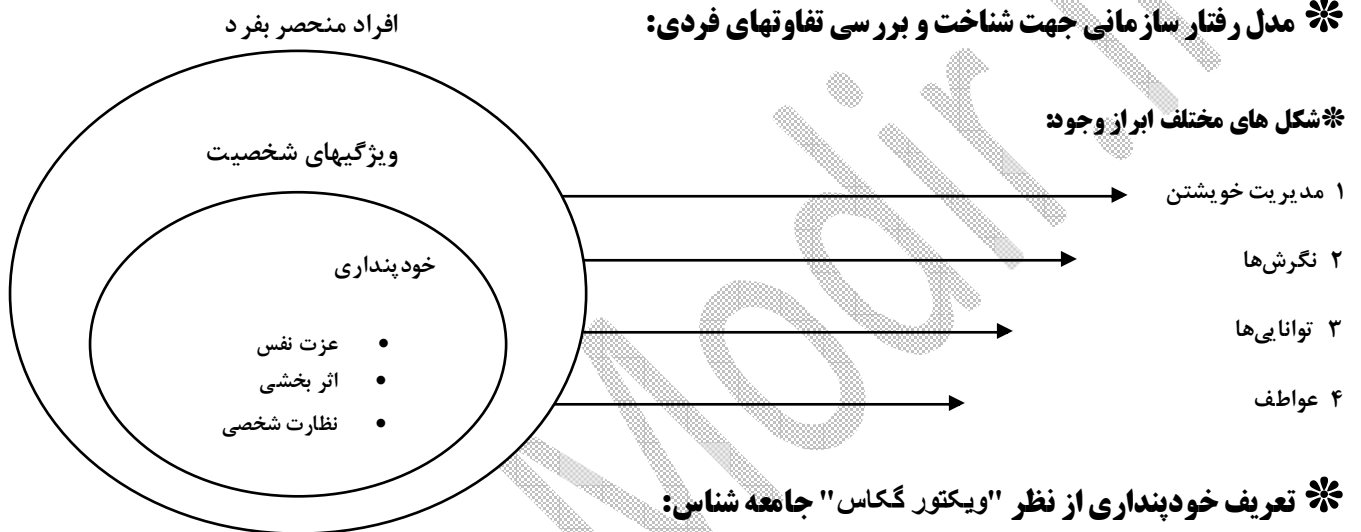 ❊ مدل رفتار سازمانی جهت شناخت و بررسی تفاوتهای فردی:
افراد منحصر بفرد
❊شکل های مختلف ابراز وجود:
ویژگیهای شخصیت
۱ مدیریت خویشتن
۲ نگرش‌ها
۳ توانایی‌ها
۴ عواطف
خودپنداری
• عزت نفس
• اثر بخشی
• نظارت شخصی
❊ تعریف خودپنداری از نظر "ویکتور گکاس" جامعه شناس:
Modir.ir